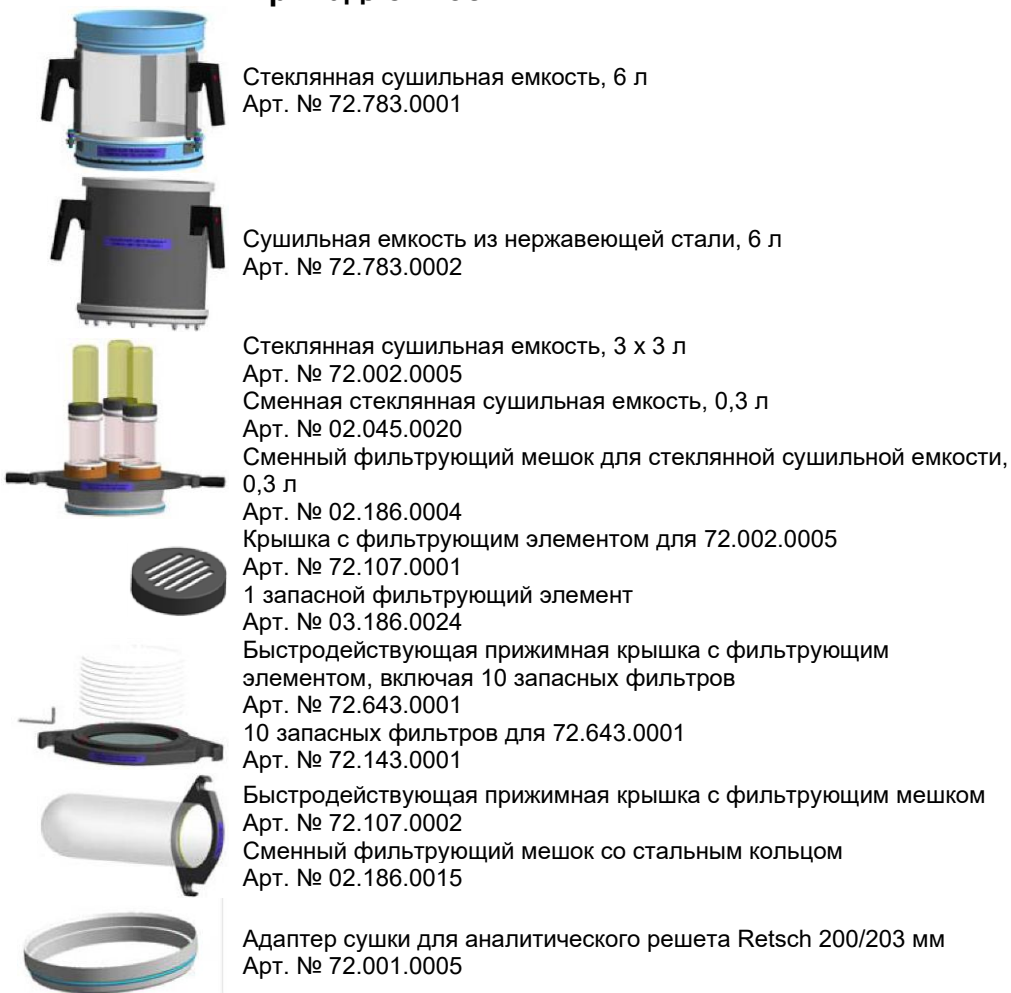 Стеклянная сушильная емкость, 6 л
Арт. № 72.783.0001
Сушильная емкость из нержавеющей стали, 6 л
Арт. № 72.783.0002
Стеклянная сушильная емкость, 3 x 3 л
Арт. № 72.002.0005
Сменная стеклянная сушильная емкость, 0,3 л
Арт. № 02.045.0020
Сменный фильтрующий мешок для стеклянной сушильной емкости,
0,3 л
Арт. № 02.186.0004
Крышка с фильтрующим элементом для 72.002.0005
Арт. № 72.107.0001
1 запасной фильтрующий элемент
Арт. № 03.186.0024
Быстродействующая прижимная крышка с фильтрующим
элементом, включая 10 запасных фильтров
Арт. № 72.643.0001
10 запасных фильтров для 72.643.0001
Арт. № 72.143.0001
Быстродействующая прижимная крышка с фильтрующим мешком
Арт. № 72.107.0002
Сменный фильтрующий мешок со стальным кольцом
Арт. № 02.186.0015
Адаптер сушки для аналитического решета Retsch 200/203 мм
Арт. № 72.001.0005